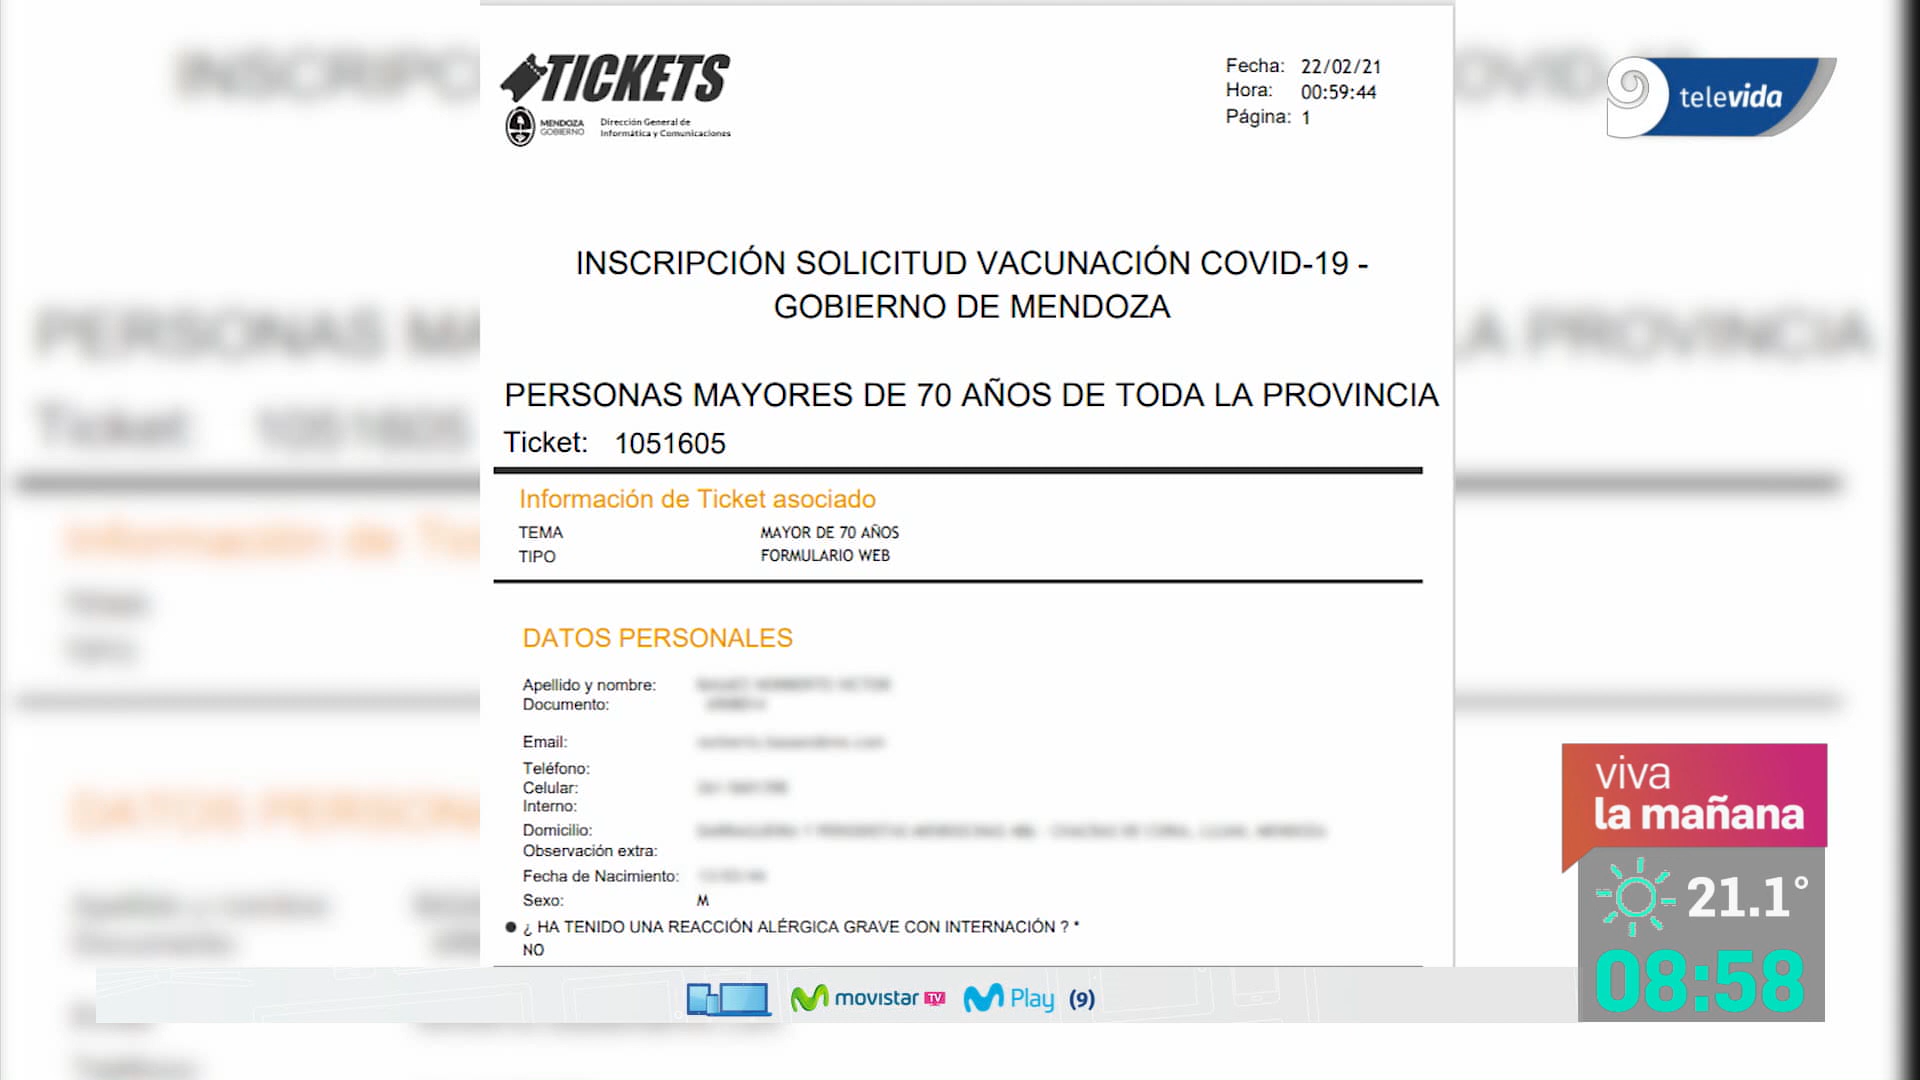 TICKETS
MENDOZA GOBIERNO
Dirección General de
Informática y Comunicaciones
Fecha: 22/02/21
Hora: 00:59:44
Página: 1
televida
INSCRIPCIÓN SOLICITUD VACUNACIÓN COVID-19 -
GOBIERNO DE MENDOZA
PERSONAS MAYORES DE 70 AÑOS DE TODA LA PROVINCIA
Ticket: 1051605
Información de Ticket asociado
TEMA MAYOR DE 70 AÑOS
TIPO FORMULARIO WEB
DATOS PERSONALES
Apellido y nombre:
Documento:
Email:
Teléfono:
Celular:
Interno:
Domicilio:
Observación extra:
Fecha de Nacimiento:
Sexo: M
● ¿ HA TENIDO UNA REACCIÓN ALÉRGICA GRAVE CON INTERNACIÓN ? *
NO
viva
la mañana
21.1°
08:58
movistar TV Play (9)